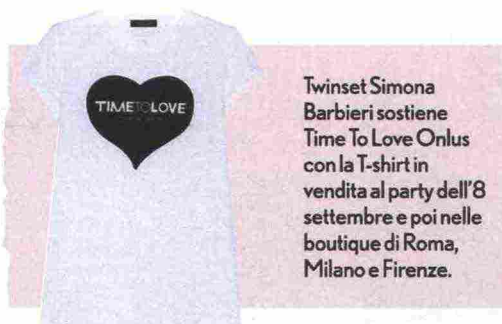 TIMETOLOVE
Twinset Simona
Barbieri sostiene
Time To Love Onlus
con la T-shirt in
vendita al party dell'8
settembre e poi nelle
boutique di Roma,
Milano e Firenze.